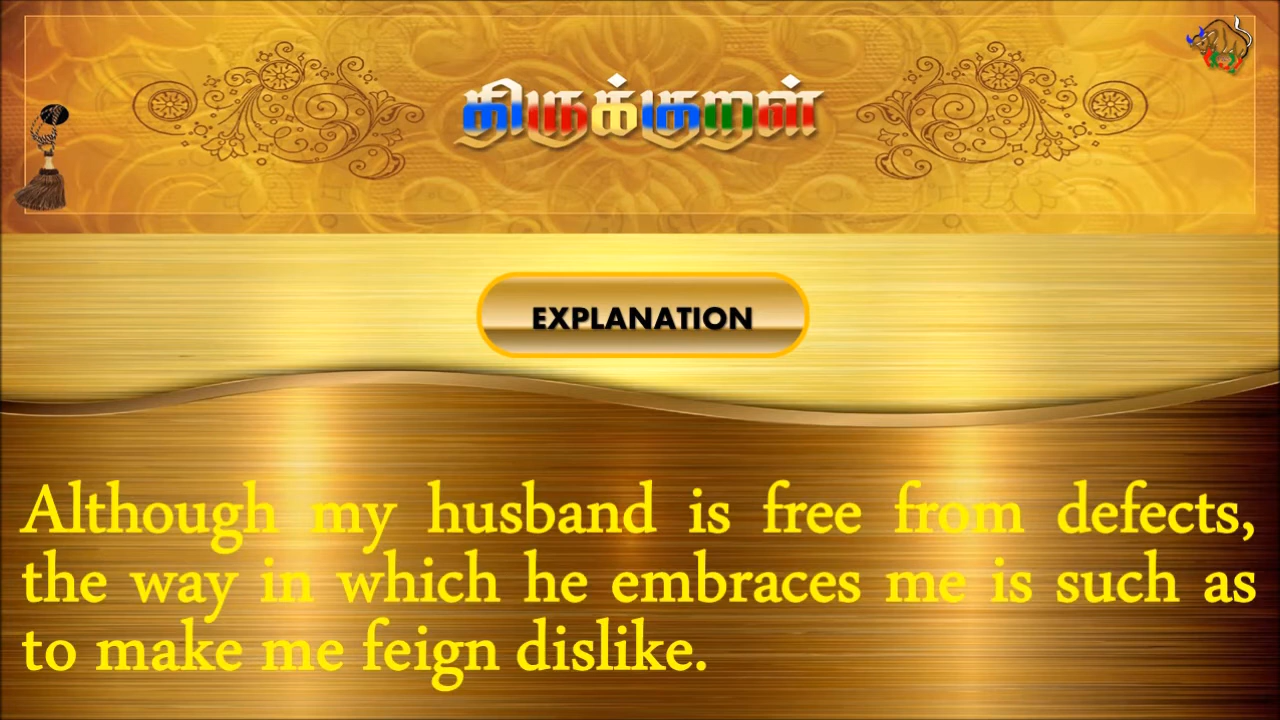 திருக்குறள்
EXPLANATION
Although my husband is free from defects,
the way in which he embraces me is such as
to make me feign dislike.